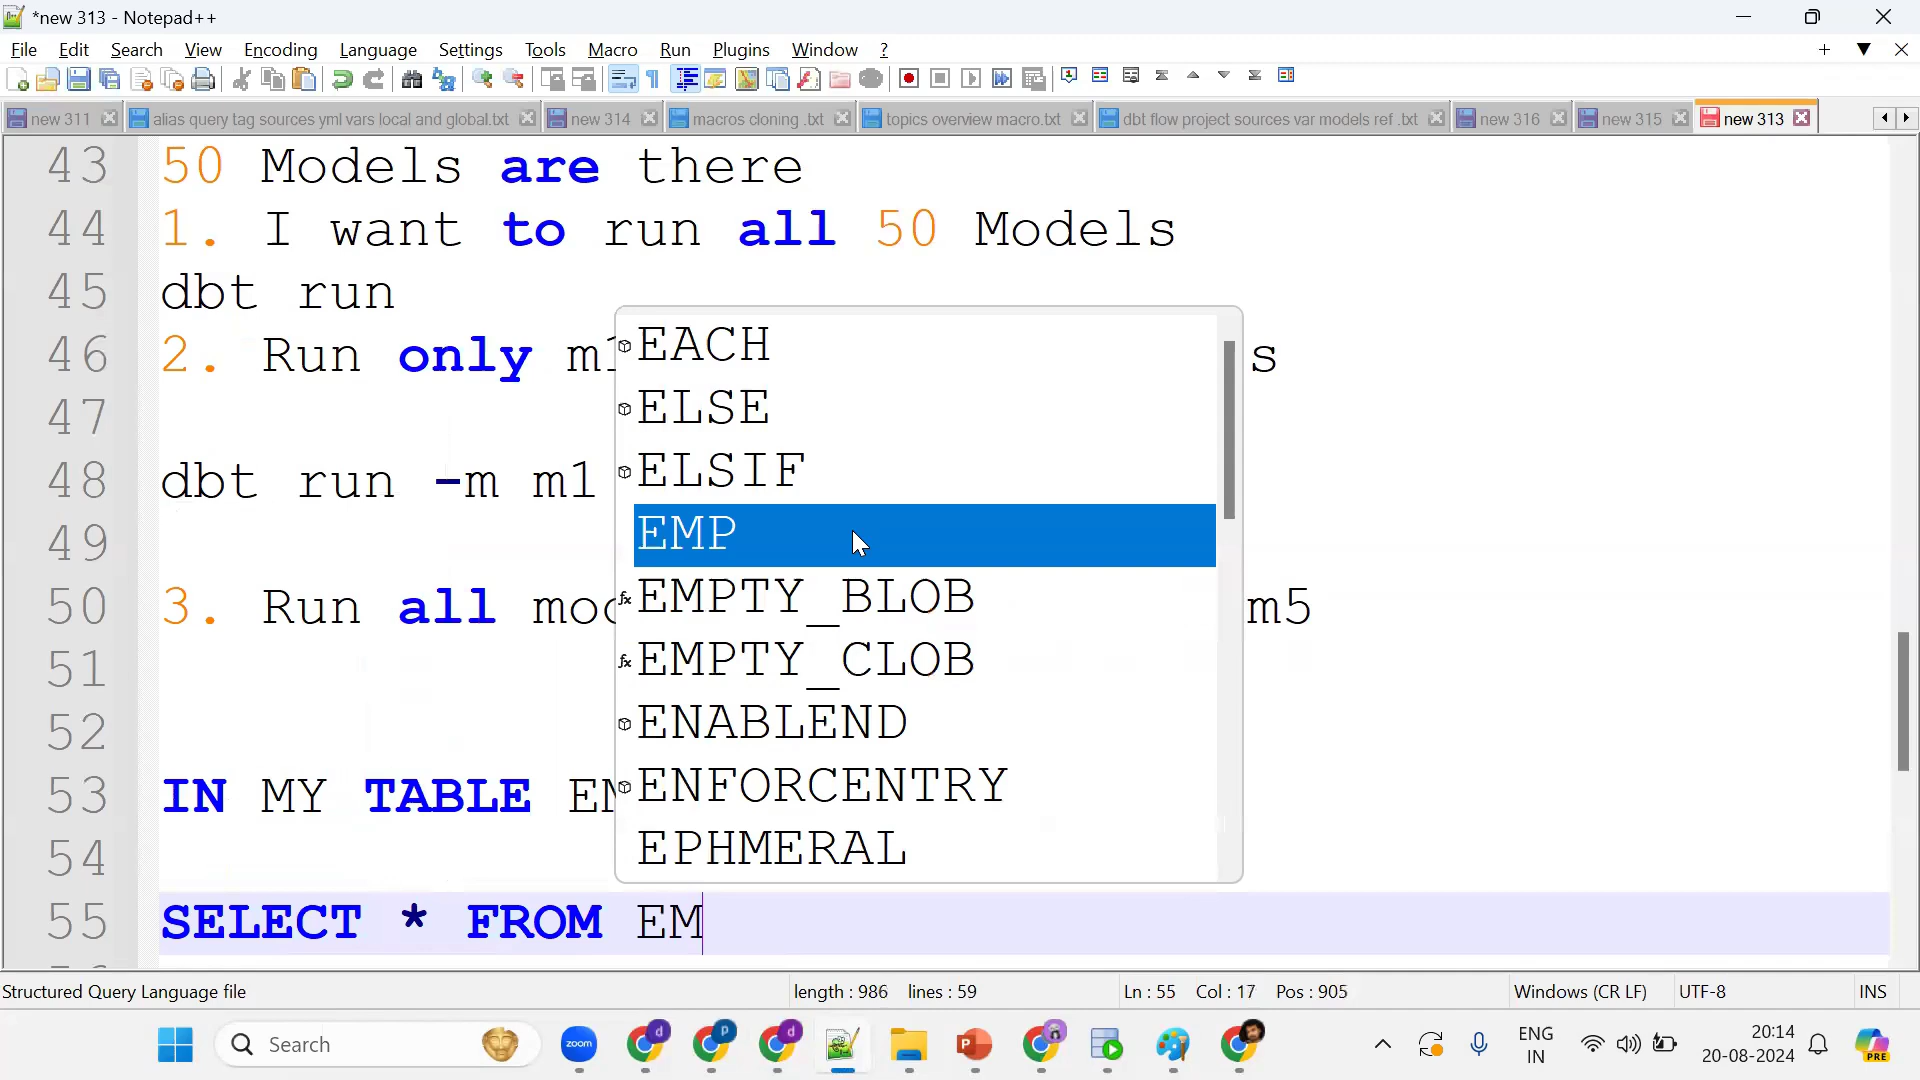 *new 313 - Notepad++
File Edit Search View Encoding Language Settings Tools Macro Run Plugins Window ?
new 311 alias query tag sources yml vars local and global.txt new 314 macros cloning .txt topics overview macro.txt dbt flow project sources var models ref .txt new 316 new 315 new 313
43 50 Models are there
44 1. I want to run all 50 Models
45 dbt run
46 2. Run only m1 s
47
48 dbt run -m m1
49
50 3. Run all mod m5
51
52
53 IN MY TABLE EM
54
55 SELECT * FROM EM
EACH
ELSE
ELSIF
EMP
EMPTY_BLOB
EMPTY_CLOB
ENABLEND
ENFORCENTRY
EPHMERAL
Structured Query Language file length : 986 lines : 59 Ln : 55 Col : 17 Pos : 905 Windows (CR LF) UTF-8 INS
Search zoom ENG IN 20:14 20-08-2024 PRE